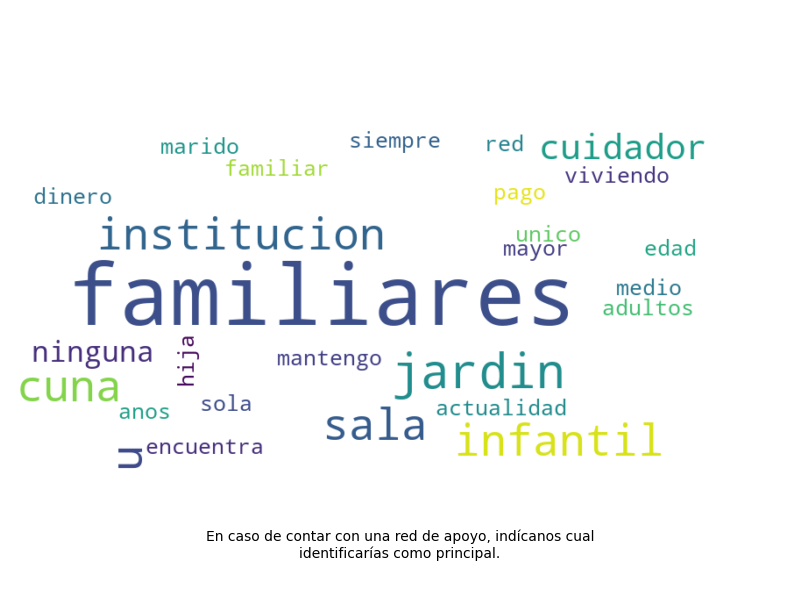 siempre
red
cuidador
marido
familiar
viviendo
dinero
pago
institucion
unico
mayor
edad
familiares
medio
adultos
ninguna
hija
mantengo
jardin
cuna
anos
sola
actualidad
sala
infantil
u
encuentra
En caso de contar con una red de apoyo, indícanos cual
identificarías como principal.